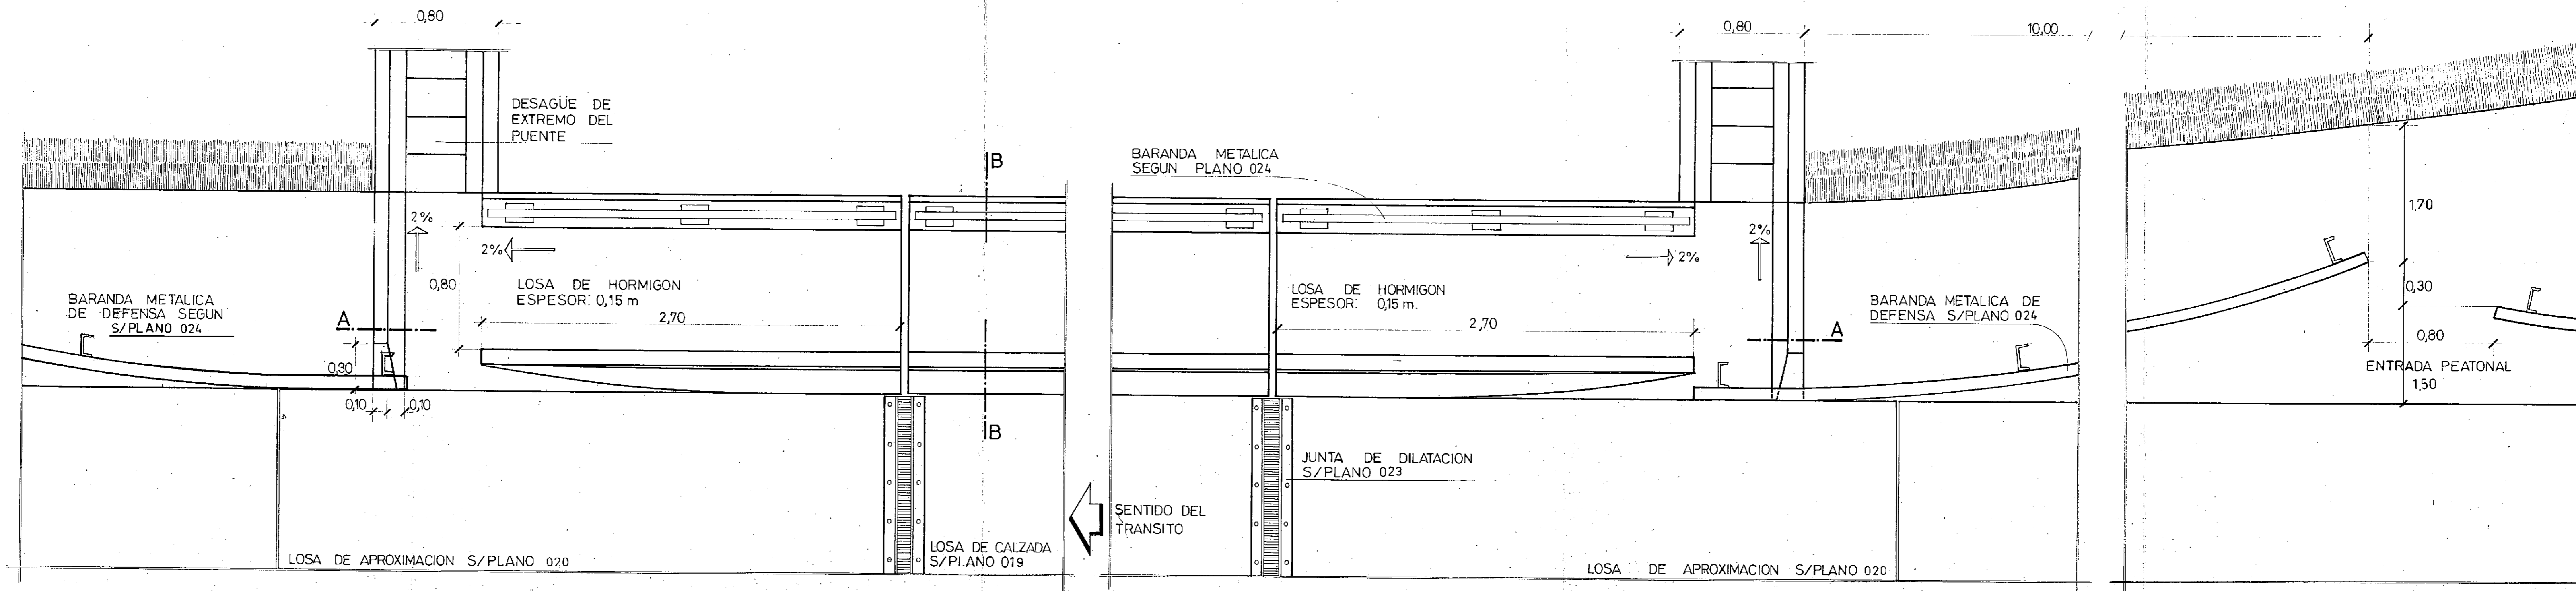 0,80
0,80
10,00
DESAGÜE DE
EXTREMO DEL
PUENTE
B
BARANDA METALICA
SEGUN PLANO 024
2%
2%
0,80
LOSA DE HORMIGON
ESPESOR: 0,15 m
2,70
BARANDA METALICA
DE DEFENSA SEGUN
S/PLANO 024
A
0,30
0,10
0,10
B
LOSA DE HORMIGON
ESPESOR: 0,15 m.
2,70
2%
2%
A
BARANDA METALICA DE
DEFENSA S/PLANO 024
1,70
0,30
0,80
ENTRADA PEATONAL
1,50
JUNTA DE DILATACION
S/PLANO 023
SENTIDO DEL
TRANSITO
LOSA DE CALZADA
S/PLANO 019
LOSA DE APROXIMACION S/PLANO 020
LOSA DE APROXIMACION S/PLANO 020